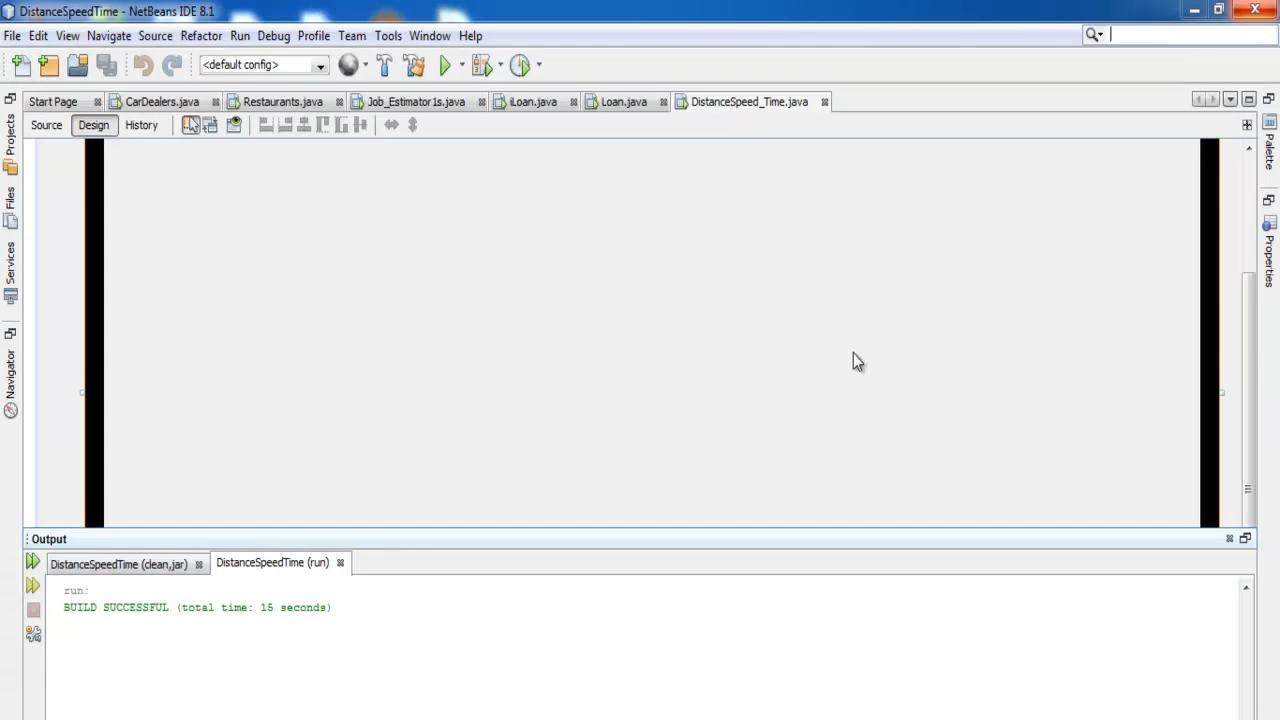 DistanceSpeedTime - NetBeans IDE 8.1
File Edit View Navigate Source Refactor Run Debug Profile Team Tools Window Help
<default config>
Start Page CarDealers.java Restaurants.java Job_Estimator1s.java iLoan.java Loan.java DistanceSpeed_Time.java
Source Design History
Projects
Files
Services
Navigator
Palette
Properties
Output
DistanceSpeedTime (clean,jar) DistanceSpeedTime (run)
run:
BUILD SUCCESSFUL (total time: 15 seconds)